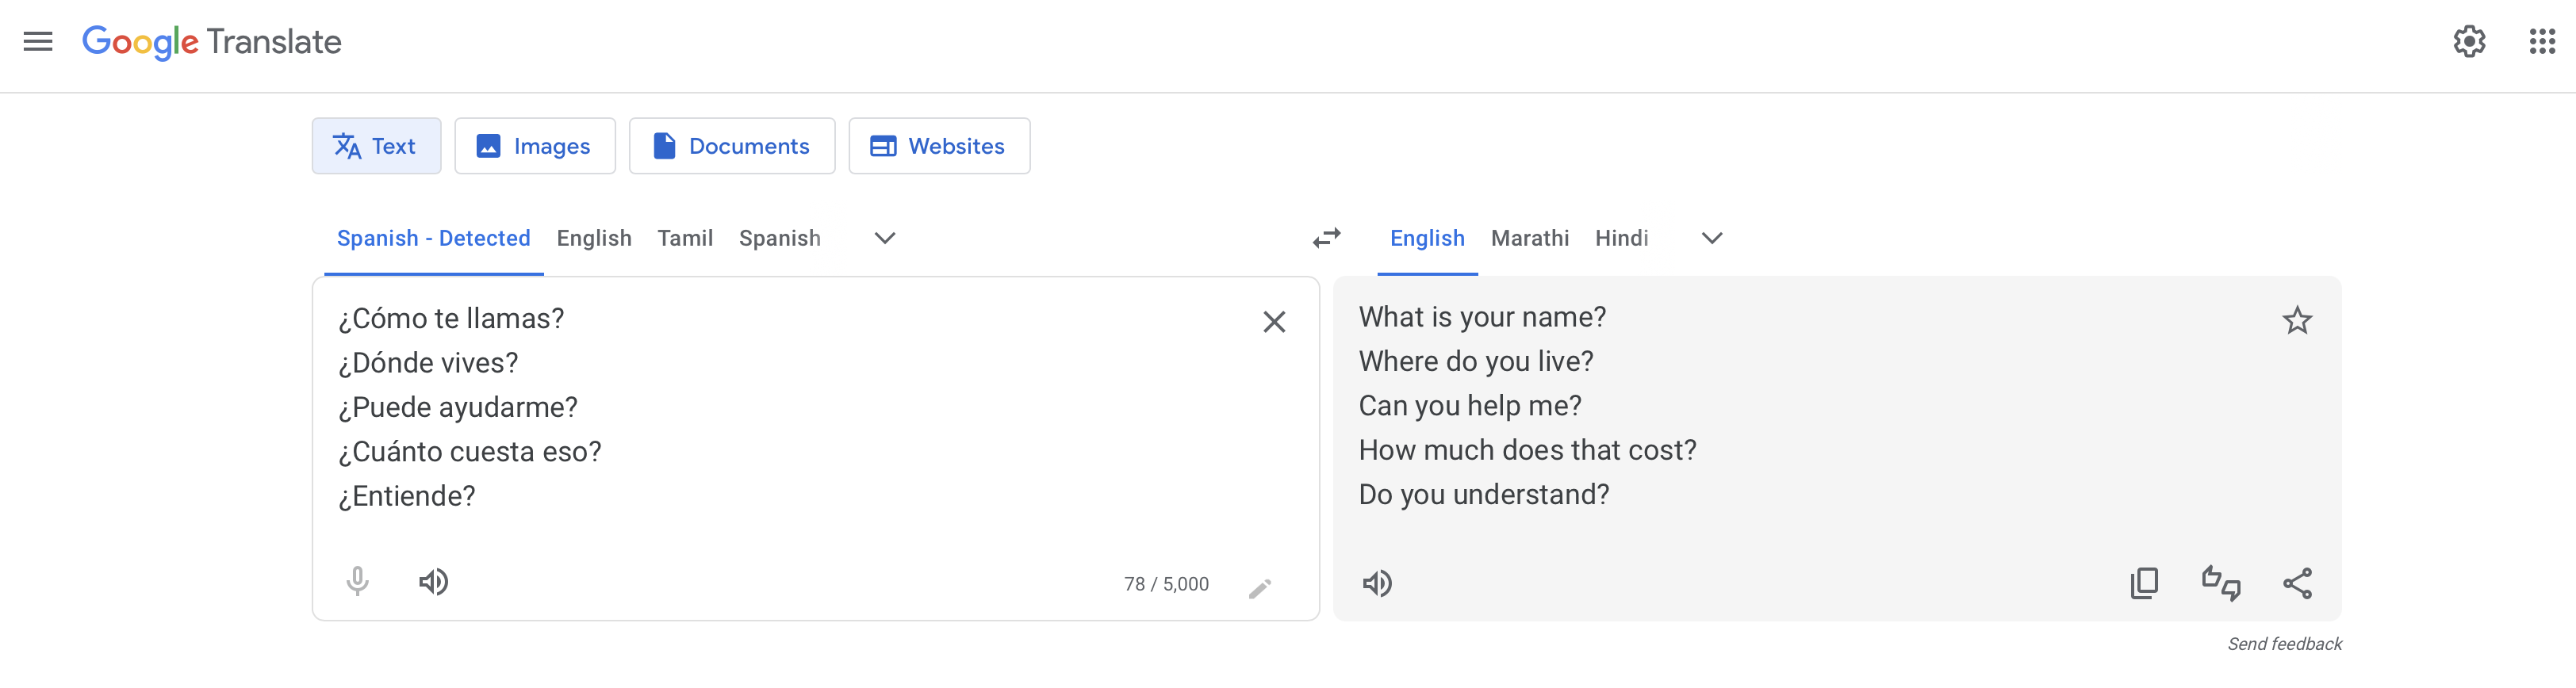 Google Translate
Text Images Documents Websites
Spanish - Detected English Tamil Spanish English Marathi Hindi
¿Cómo te llamas?
¿Dónde vives?
¿Puede ayudarme?
¿Cuánto cuesta eso?
¿Entiende?
78 / 5,000
What is your name?
Where do you live?
Can you help me?
How much does that cost?
Do you understand?
Send feedback